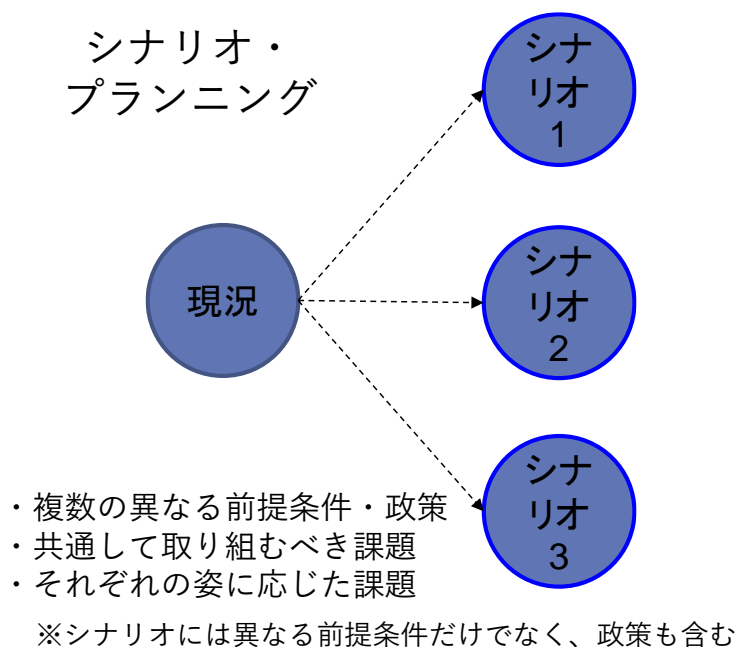 シナリオ・
プランニング
シナ
リオ
1
現況
シナ
リオ
2
シナ
リオ
3
・複数の異なる前提条件・政策
・共通して取り組むべき課題
・それぞれの姿に応じた課題
※シナリオには異なる前提条件だけでなく、政策も含む